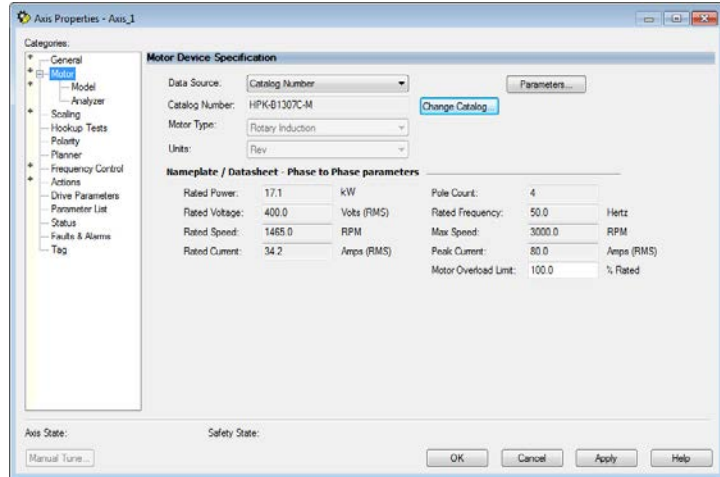 Axis Properties - Axis_1
Categories:
General
Motor
Model
Analyzer
Scaling
Hookup Tests
Polarity
Planner
Frequency Control
Actions
Drive Parameters
Parameter List
Status
Faults & Alarms
Tag
Motor Device Specification
Data Source: Catalog Number Parameters...
Catalog Number: HPK-B1307C-M Change Catalog...
Motor Type: Rotary Induction
Units: Rev
Nameplate / Datasheet - Phase to Phase parameters
Rated Power: 17.1 kW Pole Count: 4
Rated Voltage: 400.0 Volts (RMS) Rated Frequency: 50.0 Hertz
Rated Speed: 1465.0 RPM Max Speed: 3000.0 RPM
Rated Current: 34.2 Amps (RMS) Peak Current: 80.0 Amps (RMS)
Motor Overload Limit: 100.0 % Rated
Axis State: Safety State:
Manual Tune... OK Cancel Apply Help